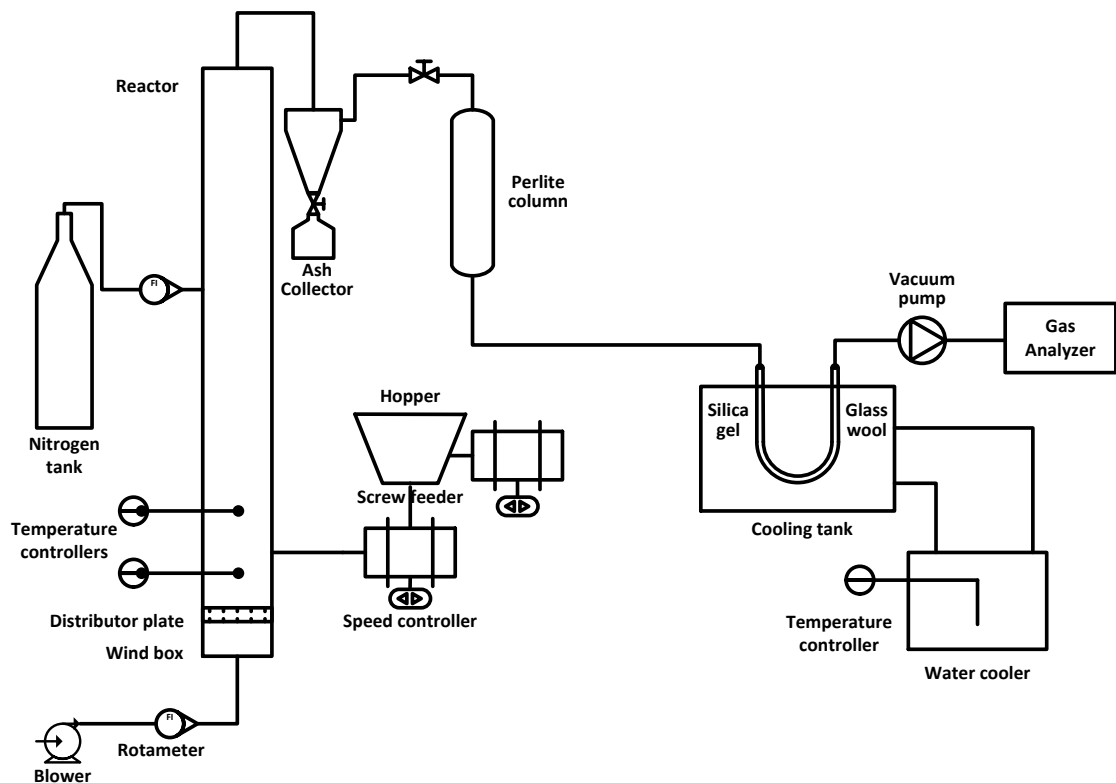 Reactor
Perlite
column
Ash
Collector
FI
Vacuum
pump
Gas
Analyzer
Nitrogen
tank
Hopper
Silica
gel
Glass
wool
Screw feeder
Temperature
controllers
Cooling tank
Distributor plate
Speed controller
Wind box
Temperature
controller
Water cooler
FI
Rotameter
Blower